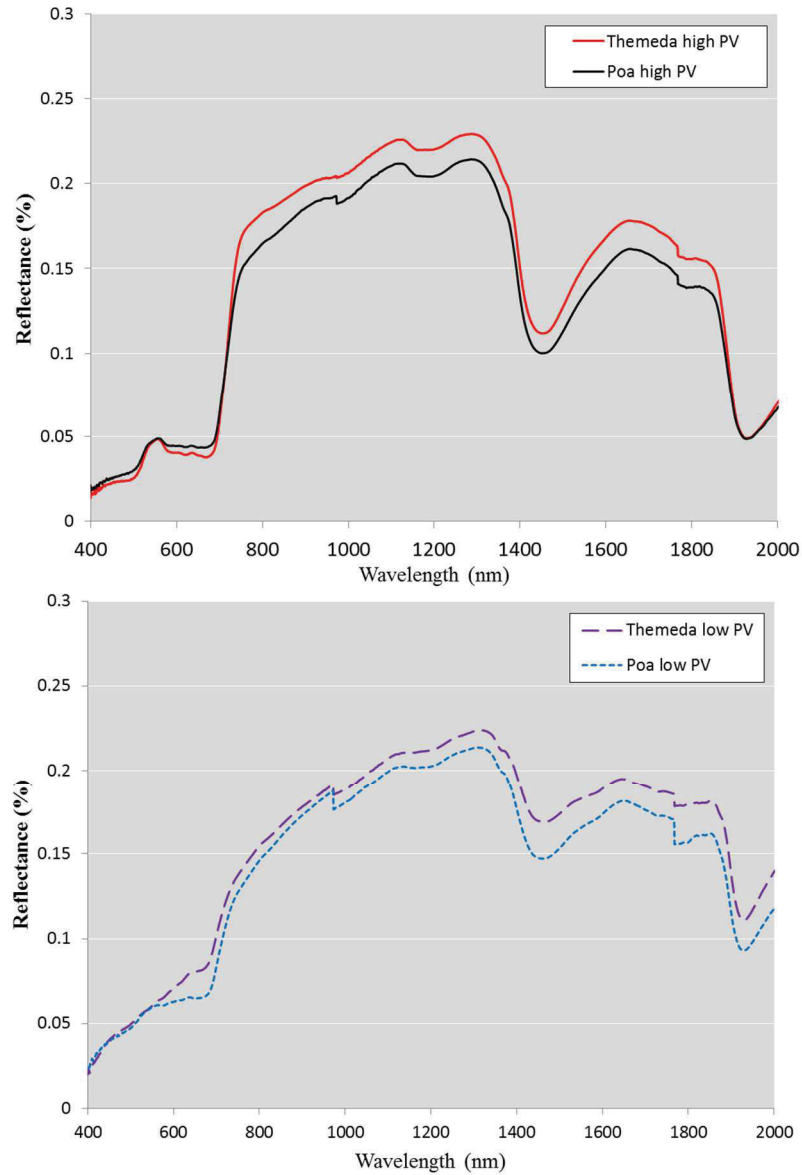 0.3
0.25
0.2
0.15
0.1
0.05
0
Reflectance (%)
Themeda high PV
Poa high PV
400 600 800 1000 1200 1400 1600 1800 2000
Wavelength (nm)
0.3
0.25
0.2
0.15
0.1
0.05
0
Reflectance (%)
Themeda low PV
Poa low PV
400 600 800 1000 1200 1400 1600 1800 2000
Wavelength (nm)